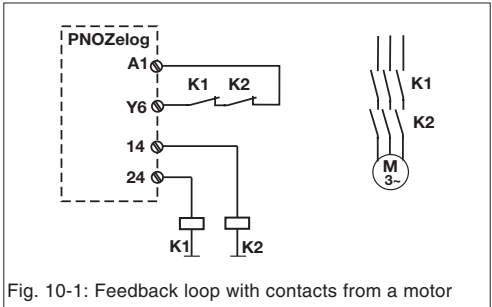 PNOZelog
A1
K1 K2
Y6
14
24
K1 K2
K1
K2
M
3~
Fig. 10-1: Feedback loop with contacts from a motor